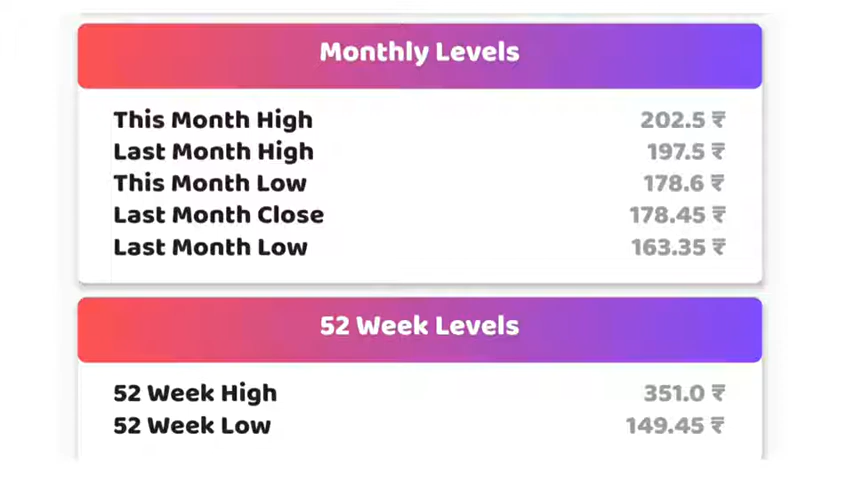 Monthly Levels
This Month High 202.5 ₹
Last Month High 197.5 ₹
This Month Low 178.6 ₹
Last Month Close 178.45 ₹
Last Month Low 163.35 ₹
52 Week Levels
52 Week High 351.0 ₹
52 Week Low 149.45 ₹